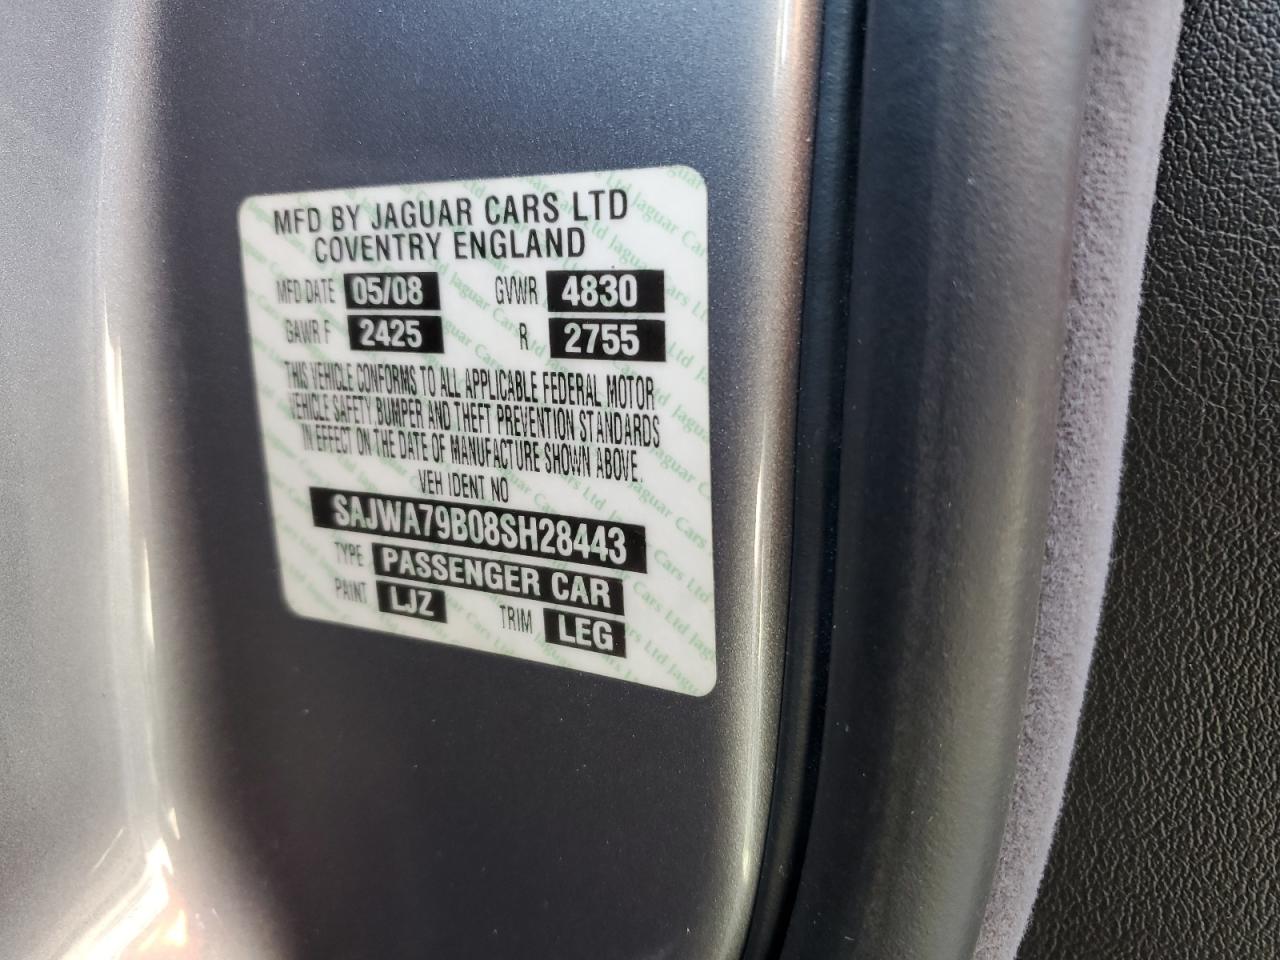 MFD BY JAGUAR CARS LTD
COVENTRY ENGLAND
MFD DATE 05/08 GVWR 4830
GAWR F 2425 R 2755
THIS VEHICLE CONFORMS TO ALL APPLICABLE FEDERAL MOTOR
VEHICLE SAFETY, BUMPER AND THEFT PREVENTION STANDARDS
IN EFFECT ON THE DATE OF MANUFACTURE SHOWN ABOVE.
VEH IDENT NO
SAJWA79B08SH28443
TYPE PASSENGER CAR
PAINT LJZ TRIM LEG